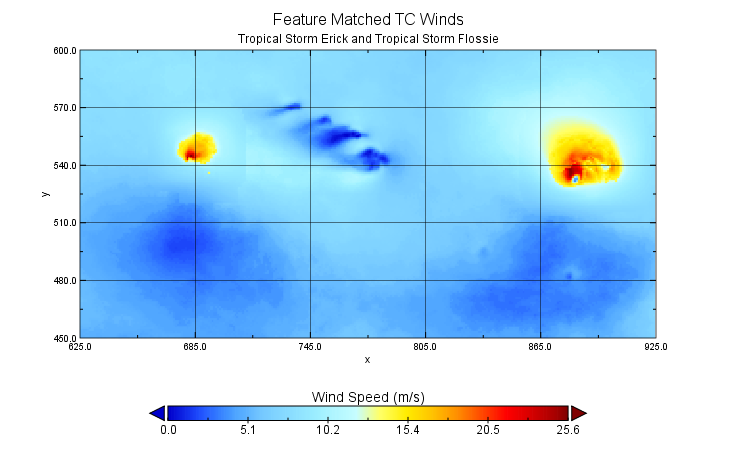 Feature Matched TC Winds
Tropical Storm Erick and Tropical Storm Flossie
600.0
570.0
540.0
y
510.0
480.0
450.0
625.0 685.0 745.0 805.0 865.0 925.0
x
Wind Speed (m/s)
0.0 5.1 10.2 15.4 20.5 25.6